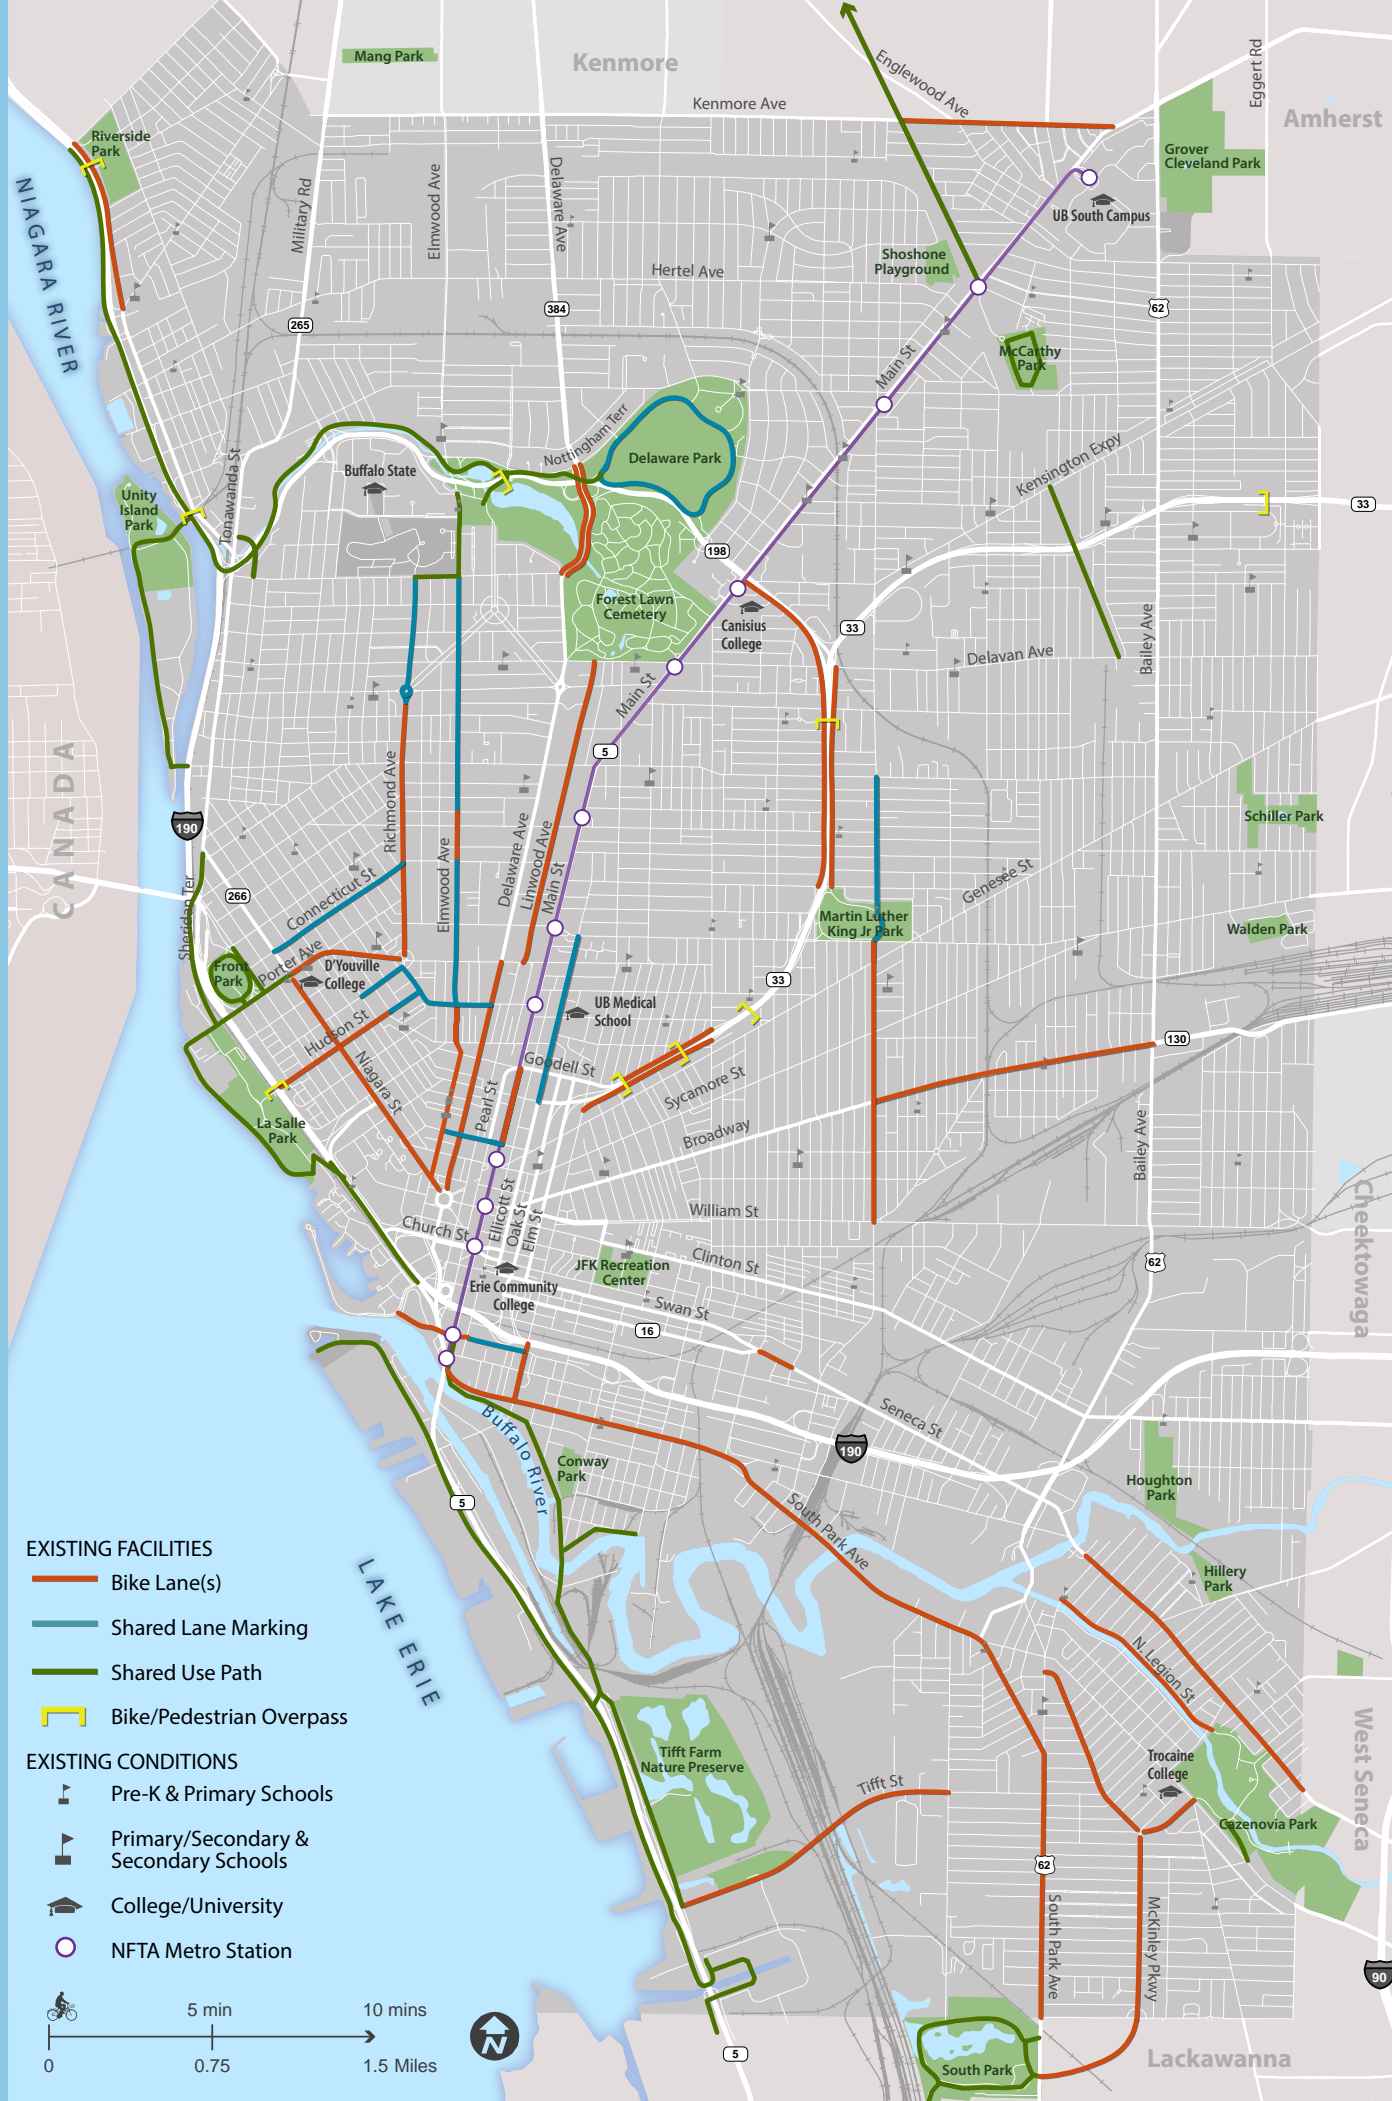 Mang Park
Kenmore
Kenmore Ave
Englewood Ave
Eggert Rd
Amherst
Riverside
Park
Grover
Cleveland Park
NIAGARA RIVER
Military Rd
Elmwood Ave
Delaware Ave
UB South Campus
Shoshone
Playground
Hertel Ave
265
384
62
McCarthy
Park
Main St
Nottingham Terr
Delaware Park
Kensington Expy
Buffalo State
Unity
Island
Park
Tonawanda St
33
198
Forest Lawn
Cemetery
Canisius
College
33
Delavan Ave
Bailey Ave
Main St
5
CANADA
190
Richmond Ave
Elmwood Ave
Delaware Ave
Linwood Ave
Main St
Schiller Park
Genesee St
Connecticut St
266
Sheridan Ter
Martin Luther
King Jr Park
Walden Park
Porter Ave
Front
Park
D'Youville
College
33
UB Medical
School
Hudson St
Niagara St
Goodell St
Sycamore St
130
Pearl St
La Salle
Park
Broadway
Bailey Ave
Cheektowaga
Church St
Ellicott St
Oak St
Elm St
William St
Clinton St
JFK Recreation
Center
62
Erie Community
College
Swan St
16
Seneca St
190
Buffalo River
Conway
Park
5
Houghton
Park
South Park Ave
Hillery
Park
N. Legion St
LAKE ERIE
EXISTING FACILITIES
Bike Lane(s)
Shared Lane Marking
Shared Use Path
Bike/Pedestrian Overpass
EXISTING CONDITIONS
Pre-K & Primary Schools
Primary/Secondary &
Secondary Schools
College/University
NFTA Metro Station
5 min
10 mins
0
0.75
1.5 Miles
N
Tifft Farm
Nature Preserve
Tifft St
Trocaine
College
Cazenovia Park
West Seneca
62
South Park Ave
McKinley Pkwy
90
5
South Park
Lackawanna